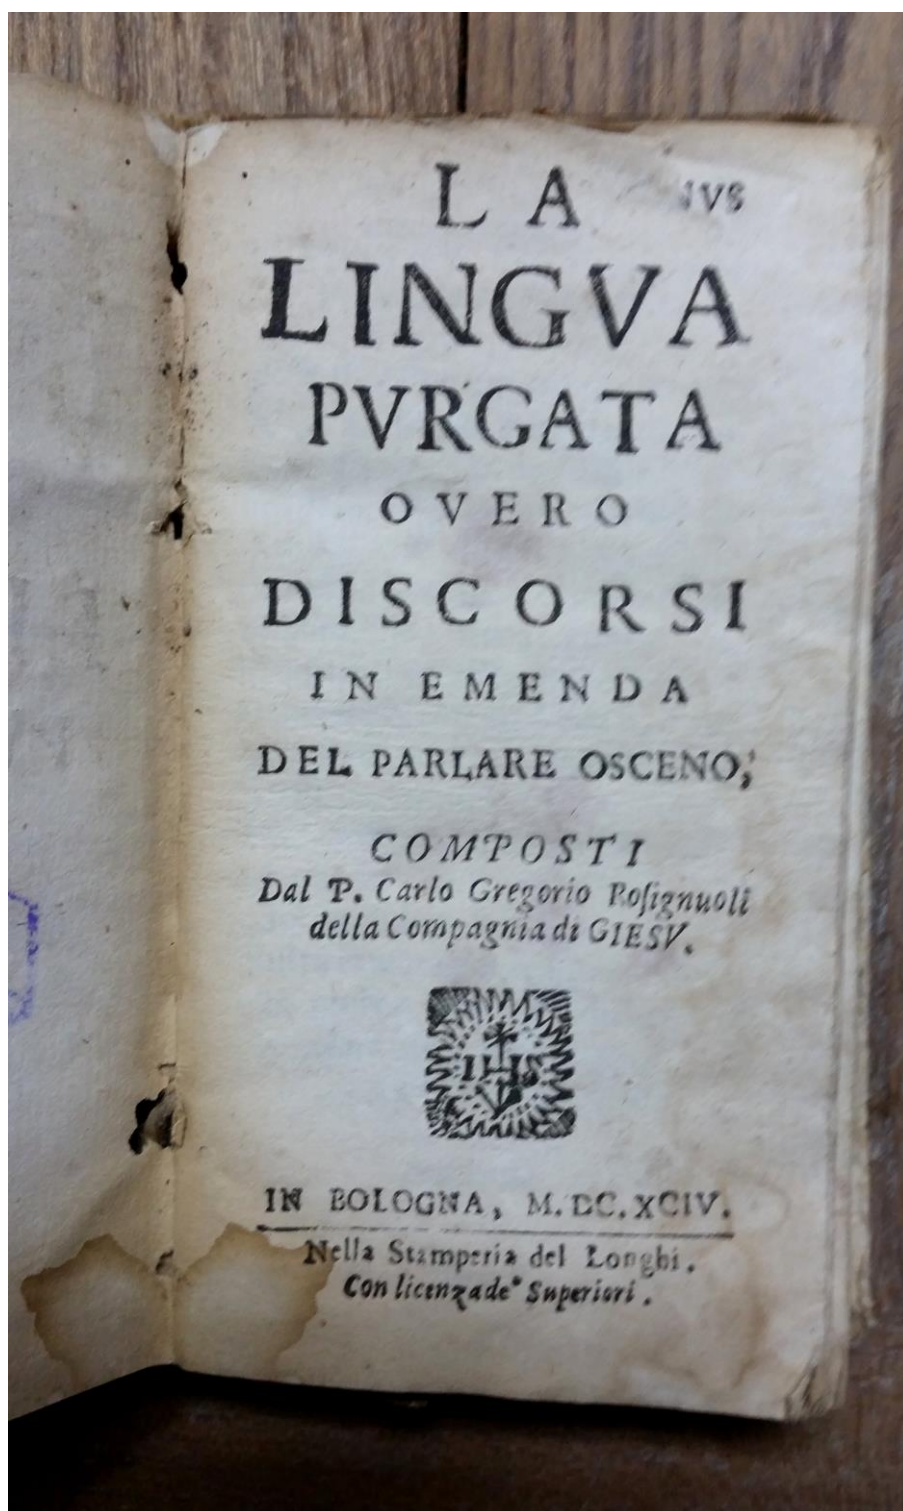 LA
LINGVA
PVRGATA
OVERO
DISCORSI
IN EMENDA
DEL PARLARE OSCENO,
COMPOSTI
Dal P. Carlo Gregorio Rosignuoli
della Compagnia di GIESV.
IHS
IN BOLOGNA, M.DC.XCIV.
Nella Stamperia del Longhi.
Con licenza de' Superiori.